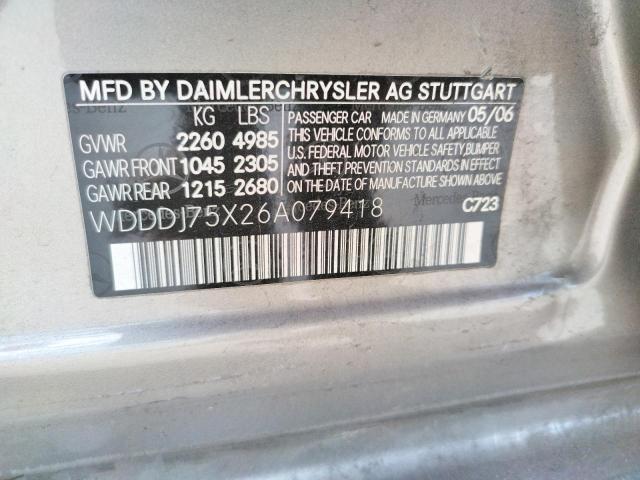 MFD BY DAIMLERCHRYSLER AG STUTTGART
KG LBS
GVWR 2260 4985
GAWR FRONT 1045 2305
GAWR REAR 1215 2680
PASSENGER CAR MADE IN GERMANY 05/06
THIS VEHICLE CONFORMS TO ALL APPLICABLE
U.S. FEDERAL MOTOR VEHICLE SAFETY, BUMPER
AND THEFT PREVENTION STANDARDS IN EFFECT
ON THE DATE OF MANUFACTURE SHOWN ABOVE.
WDDDJ75X26A079418
C723